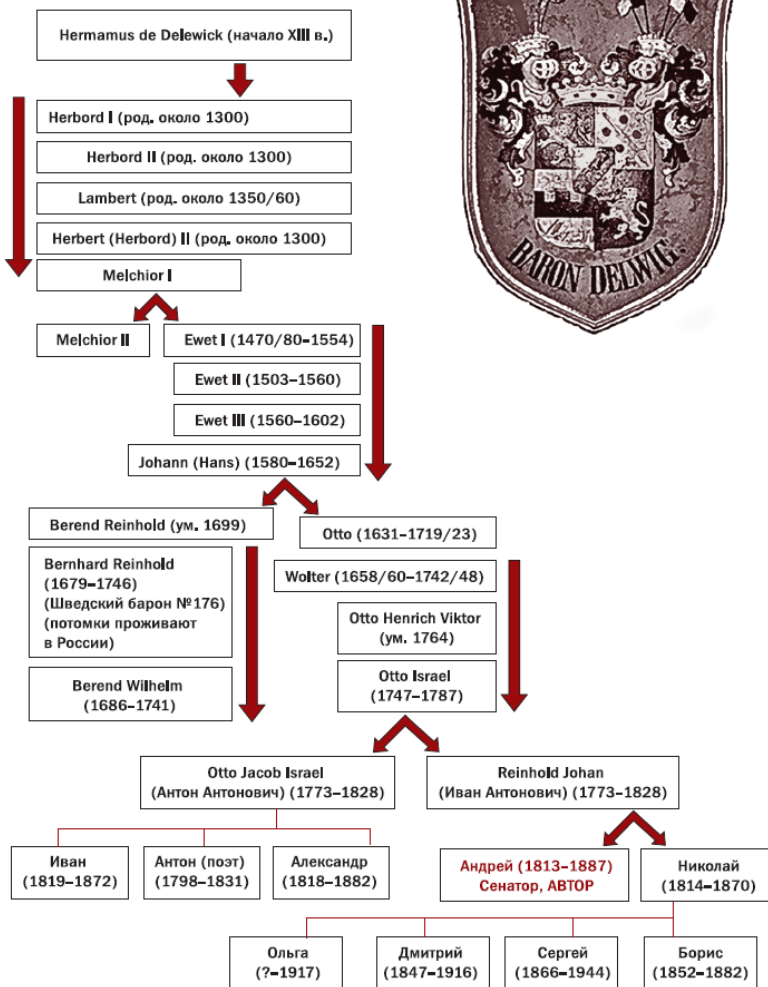 Hermamus de Delewick (начало XIII в.)
BARON DELWIG.
Herbord I (род. около 1300)
Herbord II (род. около 1300)
Lambert (род. около 1350/60)
Herbert (Herbord) II (род. около 1300)
Melchior I
Melchior II
Ewet I (1470/80–1554)
Ewet II (1503–1560)
Ewet III (1560–1602)
Johann (Hans) (1580–1652)
Berend Reinhold (ум. 1699)
Bernhard Reinhold
(1679–1746)
(Шведский барон №176)
(потомки проживают
в России)
Berend Wilhelm
(1686–1741)
Otto (1631–1719/23)
Wolter (1658/60–1742/48)
Otto Henrich Viktor
(ум. 1764)
Otto Israel
(1747–1787)
Otto Jacob Israel
(Антон Антонович) (1773–1828)
Reinhold Johan
(Иван Антонович) (1773–1828)
Иван
(1819–1872)
Антон (поэт)
(1798–1831)
Александр
(1818–1882)
Андрей (1813–1887)
Сенатор, АВТОР
Николай
(1814–1870)
Ольга
(?–1917)
Дмитрий
(1847–1916)
Сергей
(1866–1944)
Борис
(1852–1882)